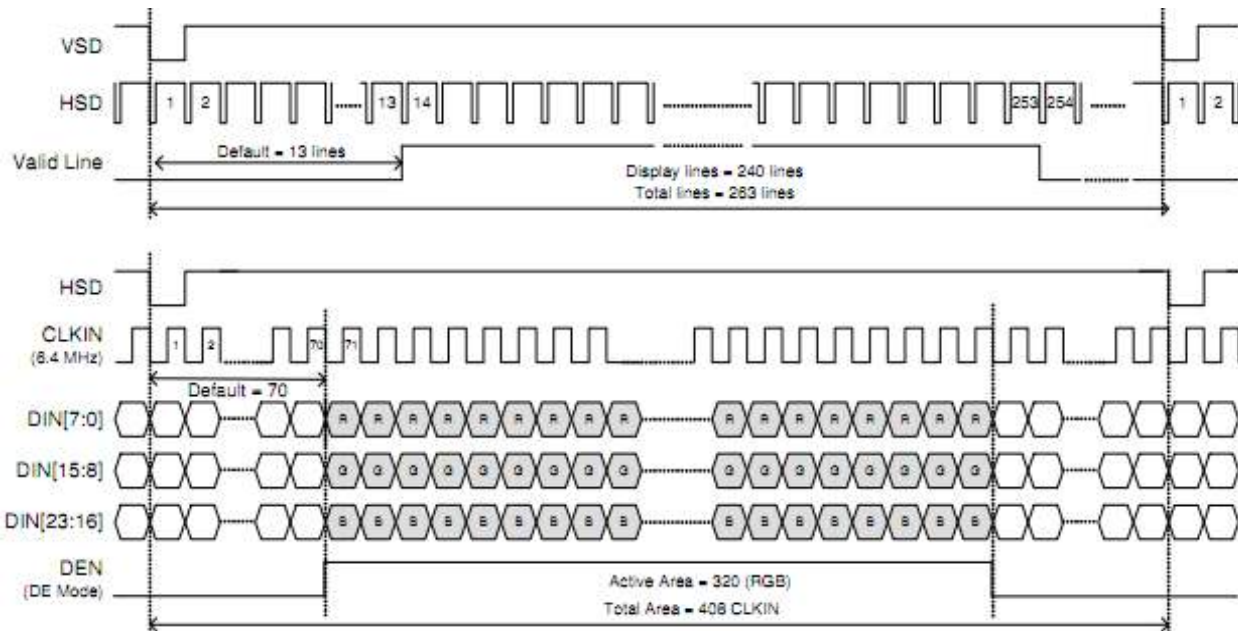 VSD
HSD 1 2 13 14 253 254 1 2
Valid Line
Default = 13 lines
Display lines = 240 lines
Total lines = 263 lines
HSD
CLKIN
(6.4 MHz)
1 2 70 71
Default = 70
DIN[7:0] R R R R R R R R R R R R R R R R R
DIN[15:8] G G G G G G G G G G G G G G G G G
DIN[23:16] B B B B B B B B B B B B B B B B B
DEN
(DE Mode)
Active Area = 320 (RGB)
Total Area = 408 CLKIN